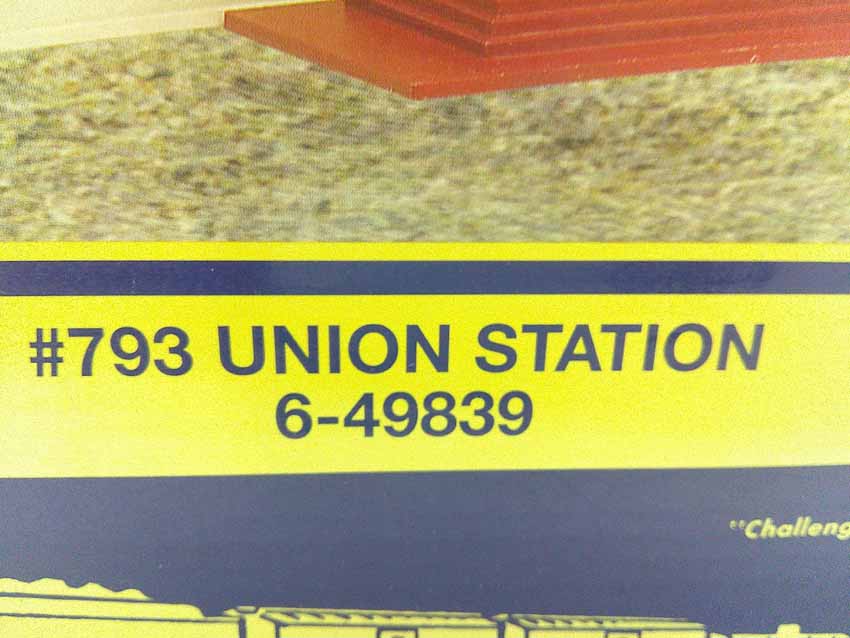 #793 UNION STATION
6-49839
"Challeng